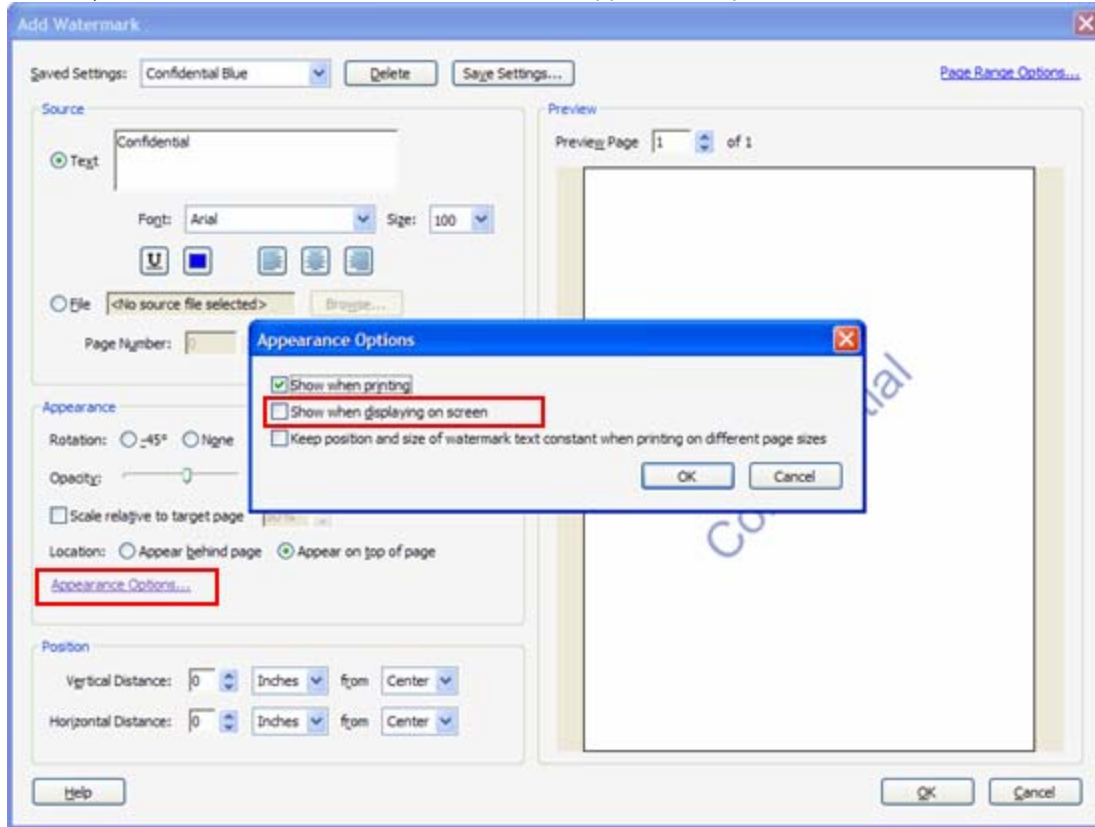 Add Watermark
Saved Settings: Confidential Blue Delete Save Settings... Page Range Options...
Source
Text Confidential
Font: Arial Size: 100
U
File <No source file selected> Browse...
Page Number: 0
Appearance
Rotation: -45° None
Opacity:
Scale relative to target page
Location: Appear behind page Appear on top of page
Appearance Options...
Position
Vertical Distance: 0 Inches from Center
Horizontal Distance: 0 Inches from Center
Help
Preview
Preview Page 1 of 1
Appearance Options
Show when printing
Show when displaying on screen
Keep position and size of watermark text constant when printing on different page sizes
OK Cancel
OK Cancel